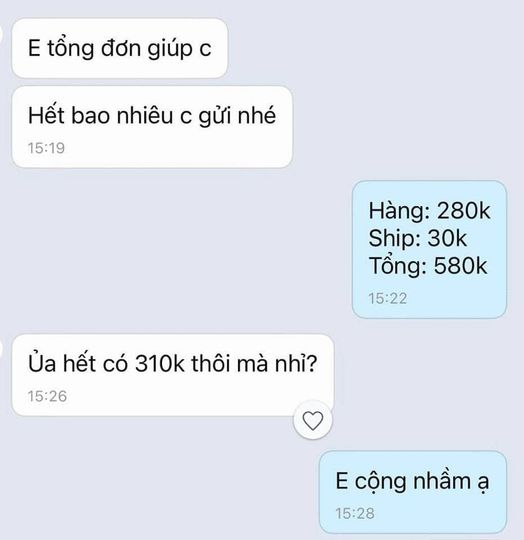 E tổng đơn giúp c
Hết bao nhiêu c gửi nhé
15:19
Hàng: 280k
Ship: 30k
Tổng: 580k
15:22
Ủa hết có 310k thôi mà nhỉ?
15:26
E cộng nhầm ạ
15:28